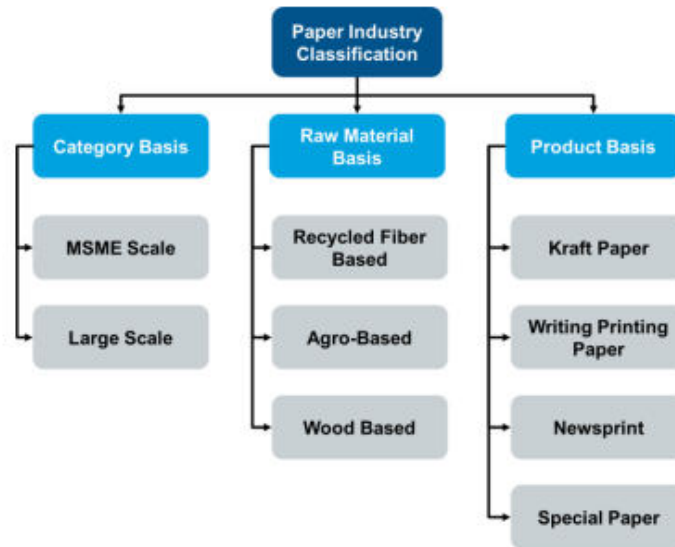 Paper Industry
Classification
Category Basis
MSME Scale
Large Scale
Raw Material
Basis
Recycled Fiber
Based
Agro-Based
Wood Based
Product Basis
Kraft Paper
Writing Printing
Paper
Newsprint
Special Paper